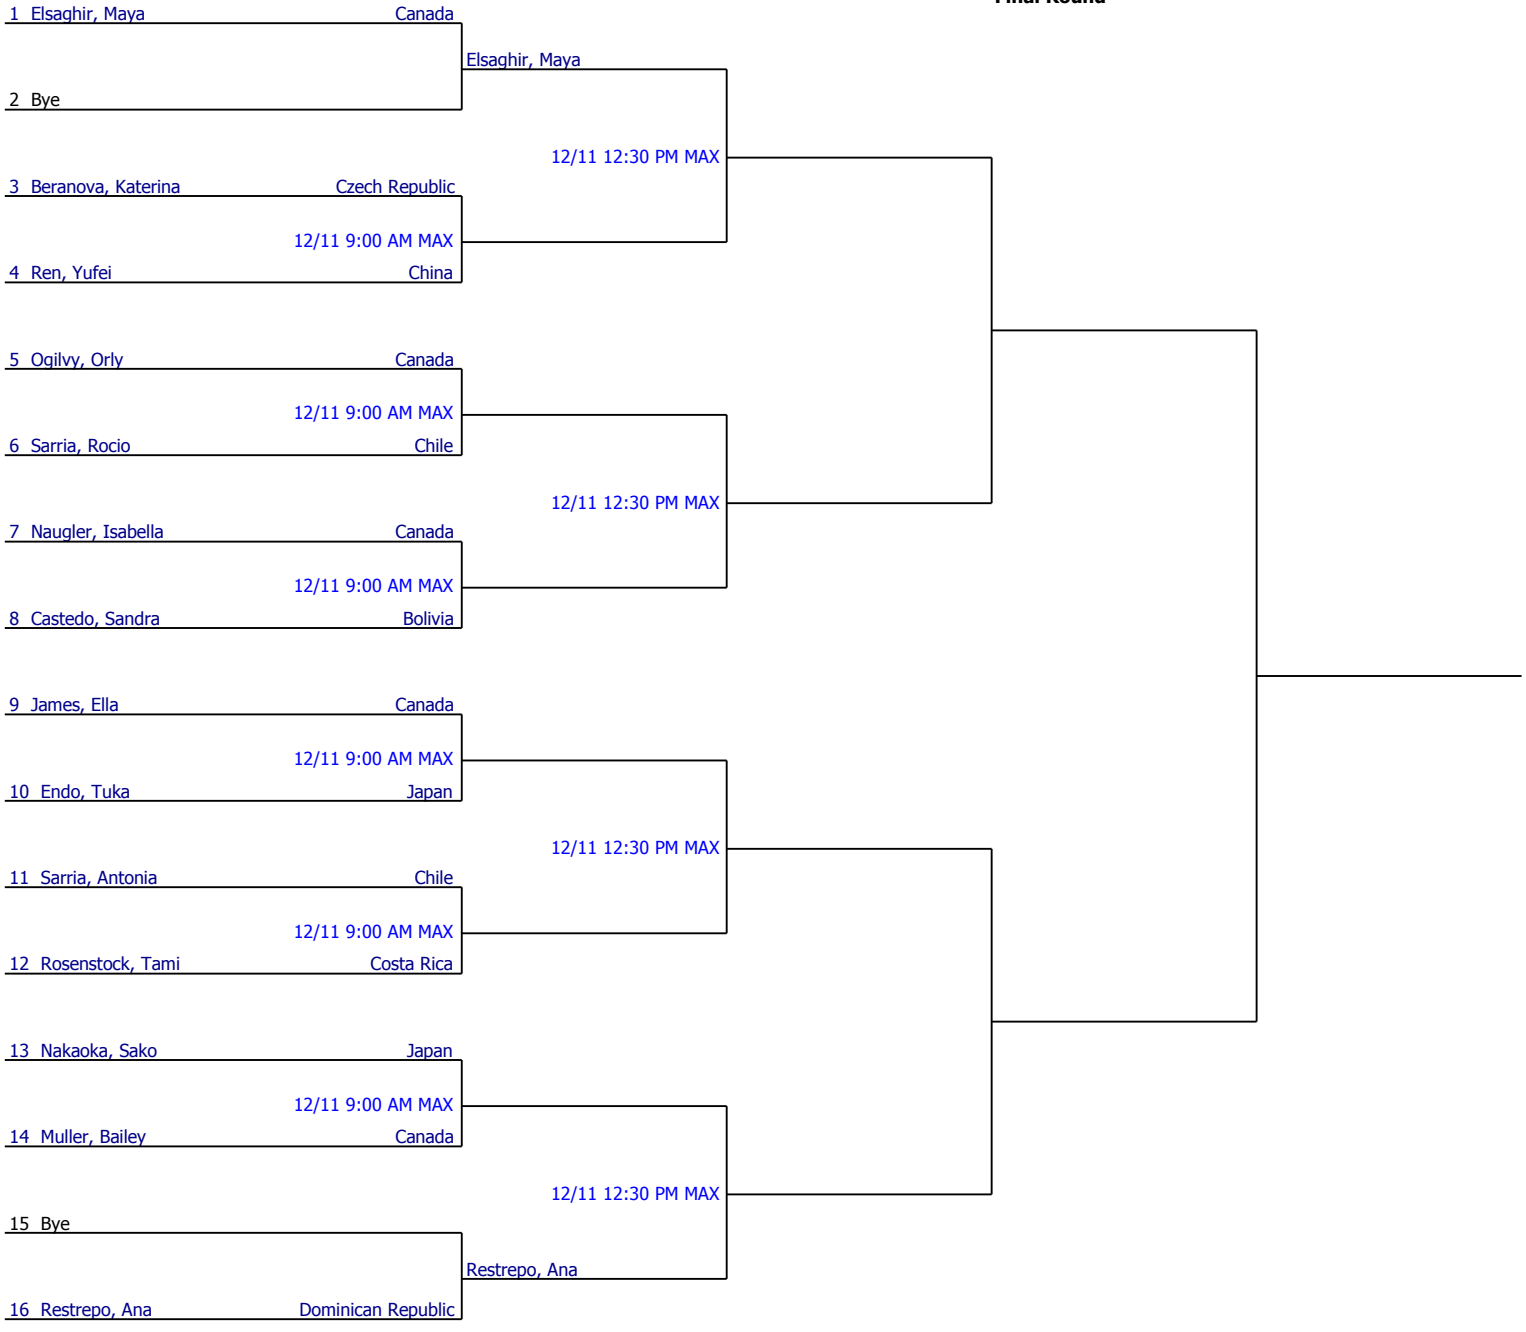 Final Round
1 Elsaghir, Maya Canada
Elsaghir, Maya
2 Bye
12/11 12:30 PM MAX
3 Beranova, Katerina Czech Republic
12/11 9:00 AM MAX
4 Ren, Yufei China
5 Ogilvy, Orly Canada
12/11 9:00 AM MAX
6 Sarria, Rocio Chile
12/11 12:30 PM MAX
7 Naugler, Isabella Canada
12/11 9:00 AM MAX
8 Castedo, Sandra Bolivia
9 James, Ella Canada
12/11 9:00 AM MAX
10 Endo, Tuka Japan
12/11 12:30 PM MAX
11 Sarria, Antonia Chile
12/11 9:00 AM MAX
12 Rosenstock, Tami Costa Rica
13 Nakaoka, Sako Japan
12/11 9:00 AM MAX
14 Muller, Bailey Canada
12/11 12:30 PM MAX
15 Bye
Restrepo, Ana
16 Restrepo, Ana Dominican Republic